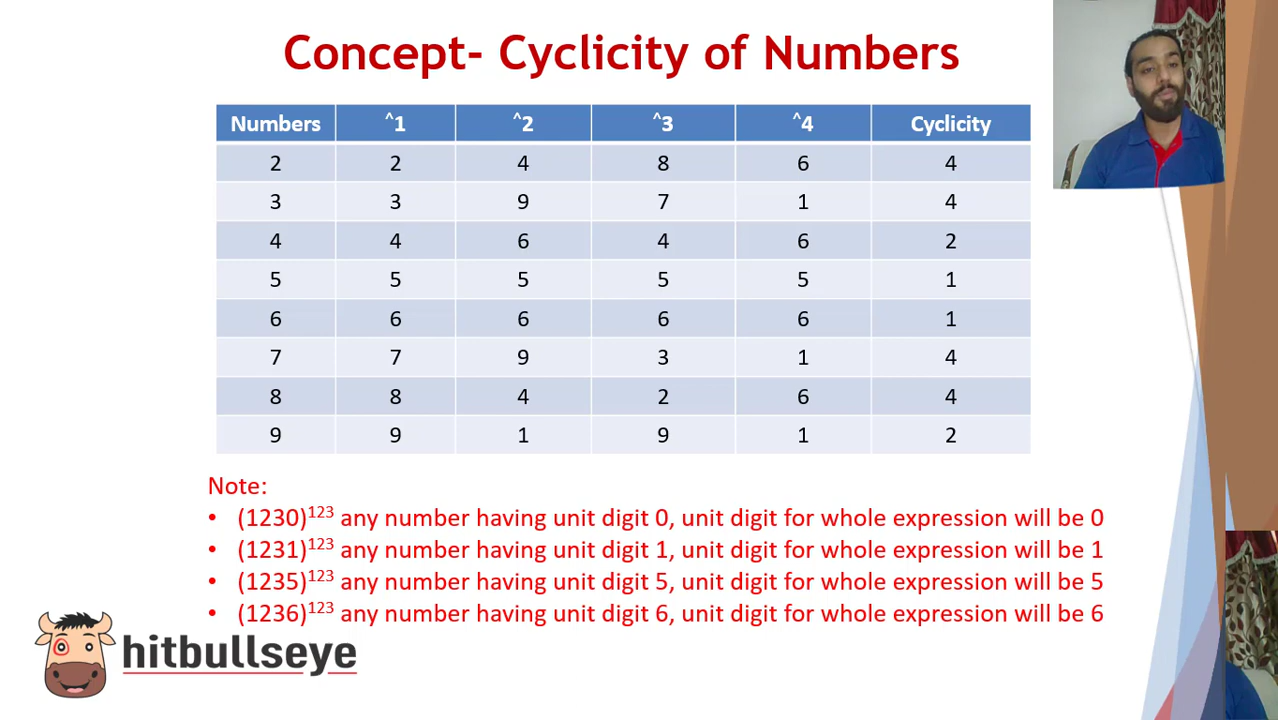 Concept- Cyclicity of Numbers
Numbers ^1 ^2 ^3 ^4 Cyclicity
2 2 4 8 6 4
3 3 9 7 1 4
4 4 6 4 6 2
5 5 5 5 5 1
6 6 6 6 6 1
7 7 9 3 1 4
8 8 4 2 6 4
9 9 1 9 1 2
Note:
• (1230)¹²³ any number having unit digit 0, unit digit for whole expression will be 0
• (1231)¹²³ any number having unit digit 1, unit digit for whole expression will be 1
• (1235)¹²³ any number having unit digit 5, unit digit for whole expression will be 5
• (1236)¹²³ any number having unit digit 6, unit digit for whole expression will be 6
hitbullseye